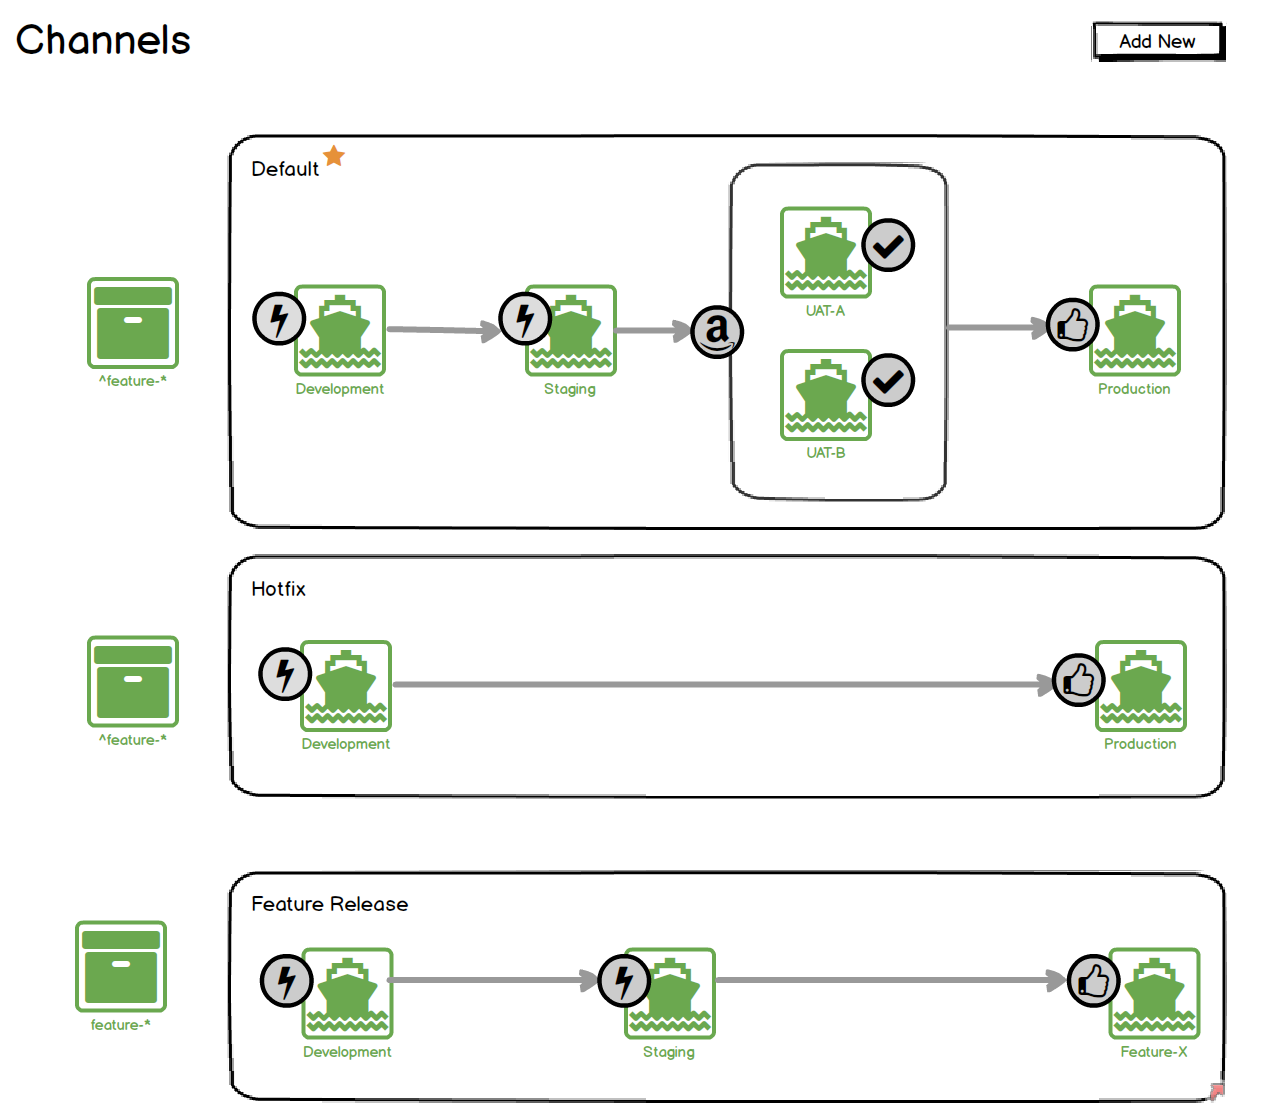 Channels
Add New
Default
UAT-A
^feature-*
Development
Staging
a
Production
UAT-B
Hotfix
^feature-*
Development
Production
Feature Release
feature-*
Development
Staging
Feature-X